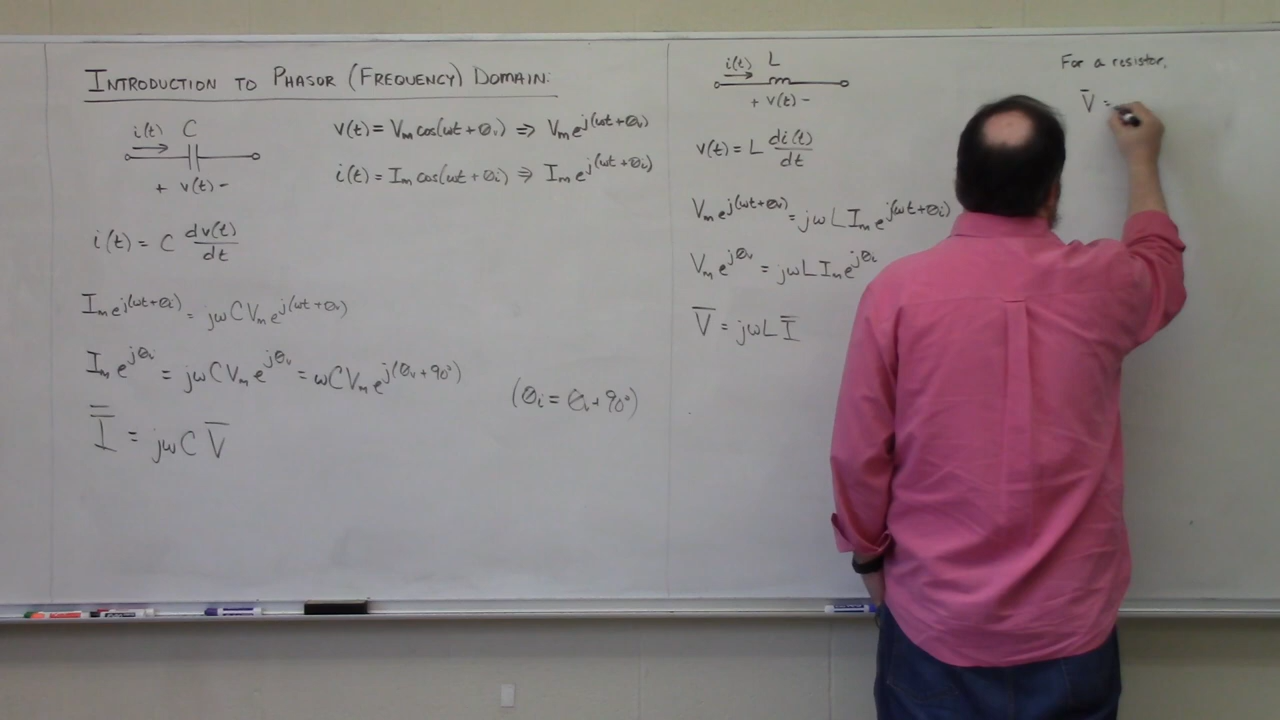 INTRODUCTION TO PHASOR (FREQUENCY) DOMAIN:
i(t) C
+ v(t) -
v(t) = Vm cos(ωt + θv) ⇒ Vm e^j(ωt+θv)
i(t) = Im cos(ωt + θi) ⇒ Im e^j(ωt+θi)
i(t) = C dv(t)/dt
Im e^j(ωt+θi) = jωC Vm e^j(ωt+θv)
Im e^jθi = jωC Vm e^jθv = ωC Vm e^j(θv+90°)
(θi = θv + 90°)
I̅ = jωC V̅
i(t) L
+ v(t) -
v(t) = L di(t)/dt
Vm e^j(ωt+θv) = jωL Im e^j(ωt+θi)
Vm e^jθv = jωL Im e^jθi
V̅ = jωL I̅
For a resistor,
V̅ =